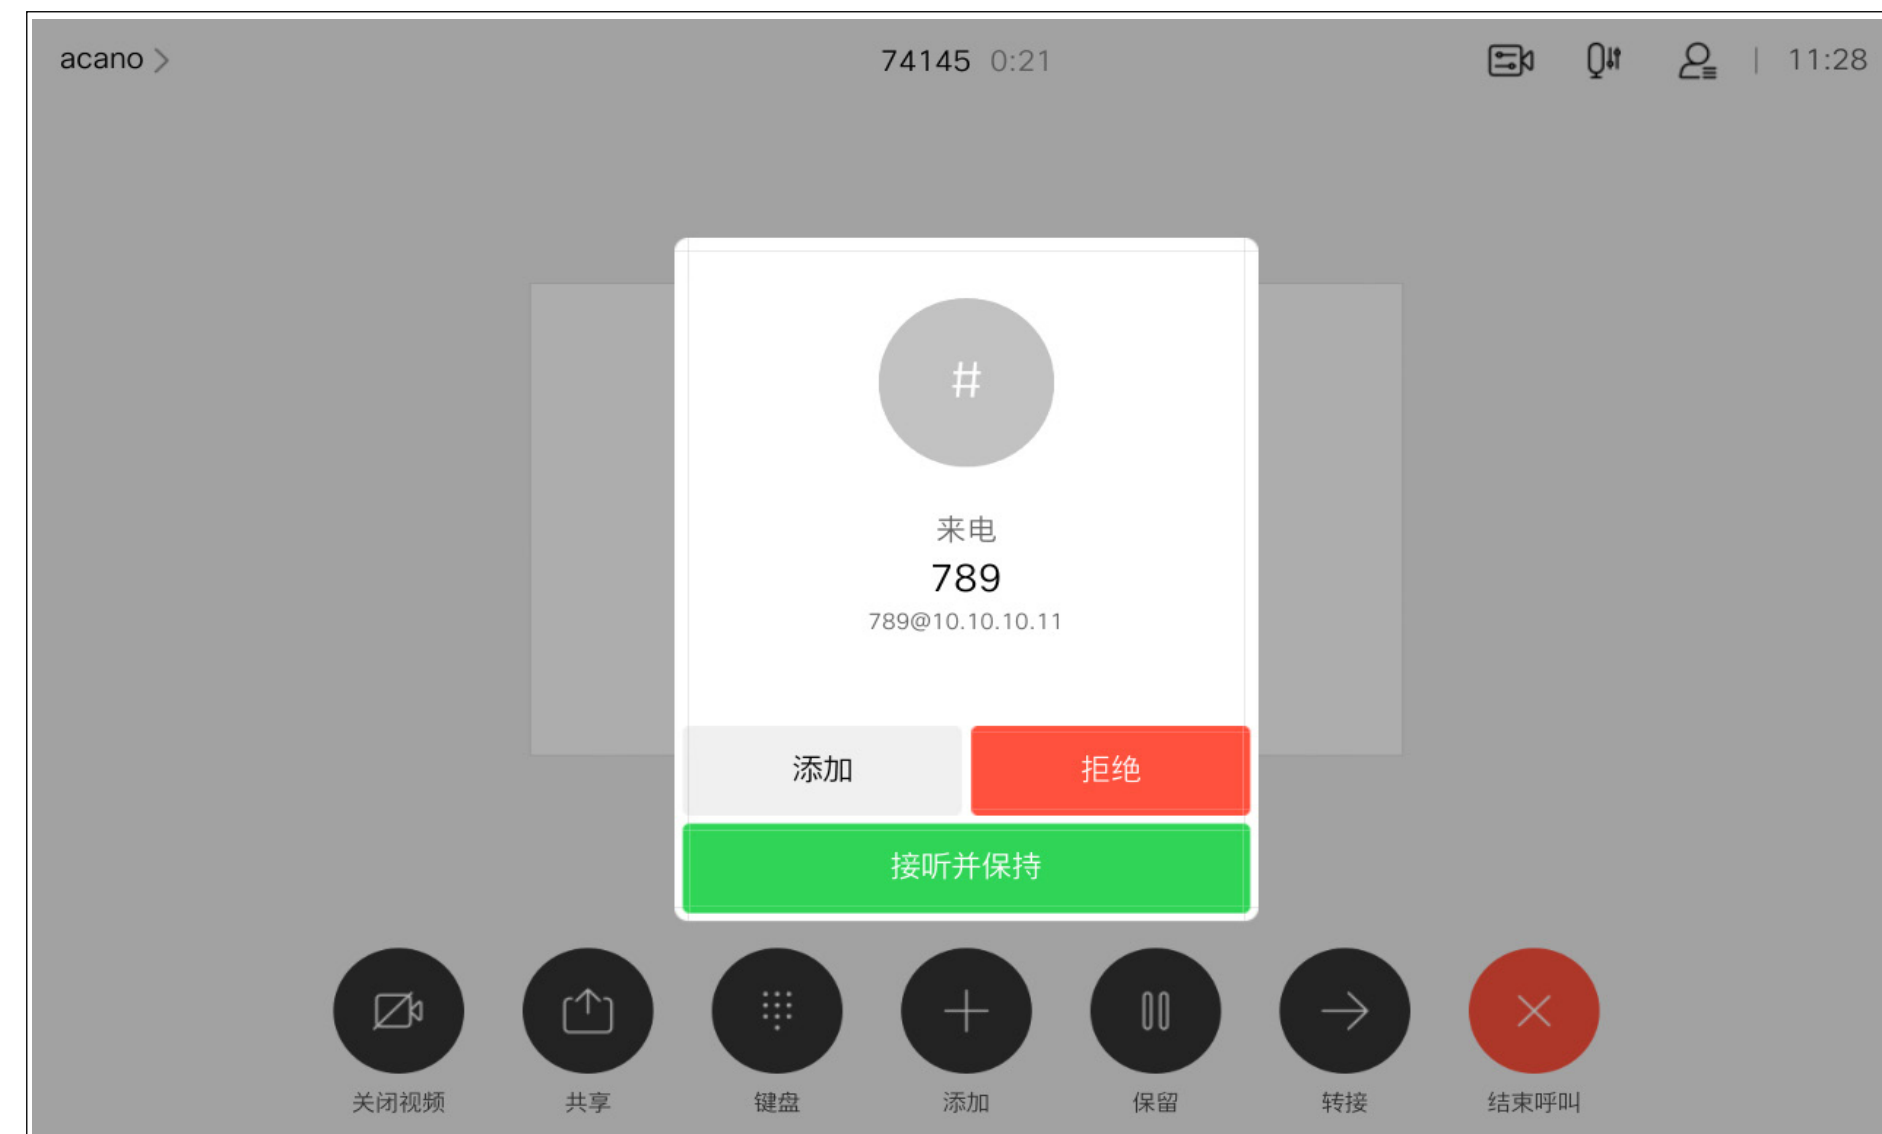 acano
74145 0:21
11:28
#
来电
789
789@10.10.10.11
添加 拒绝
接听并保持
关闭视频 共享 键盘 添加 保留 转接 结束呼叫